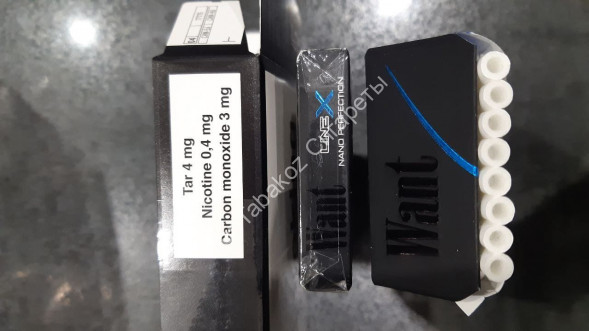 Tar 4 mg
Nicotine 0,4 mg
Carbon monoxide 3 mg
Want
LINE X
NANO PERFECTION
Want
Tabakoz Сигареты